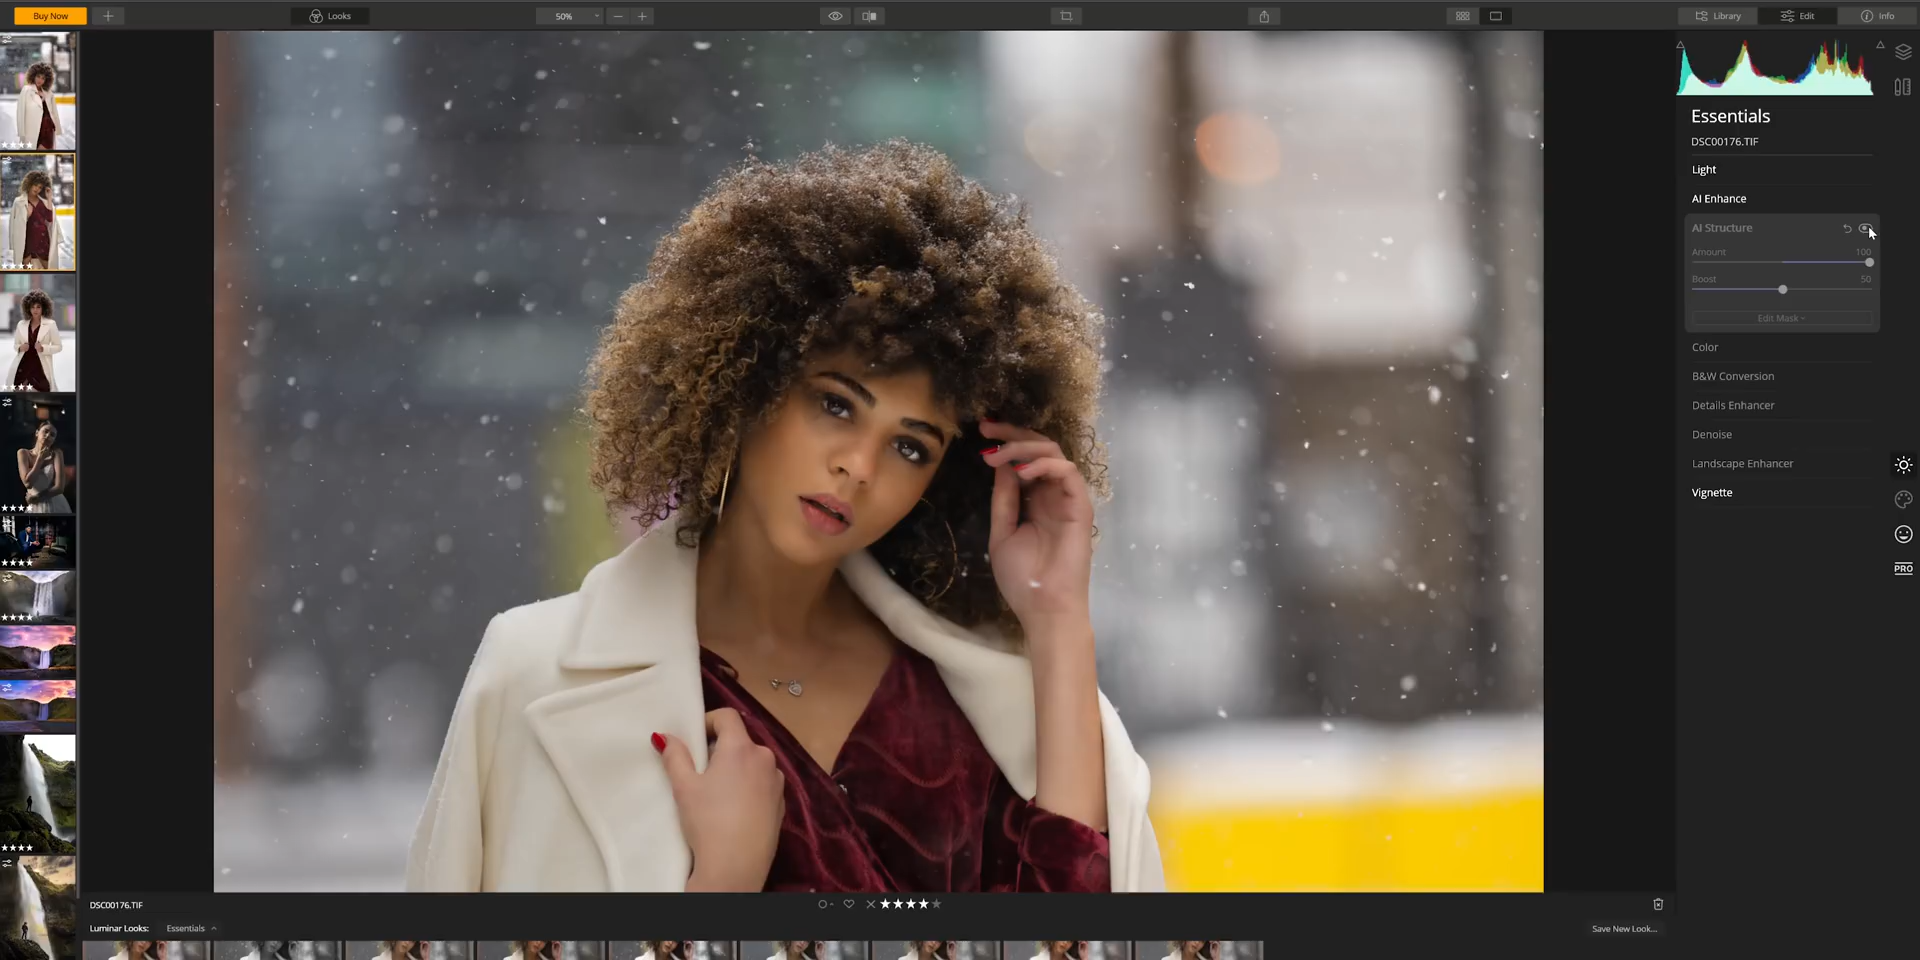 Buy Now
Looks
50%
Library
Edit
Info
Essentials
DSC00176.TIF
Light
AI Enhance
AI Structure
Amount 100
Boost 50
Edit Mask
Color
B&W Conversion
Details Enhancer
Denoise
Landscape Enhancer
Vignette
PRO
DSC00176.TIF
Luminar Looks: Essentials
Save New Look...